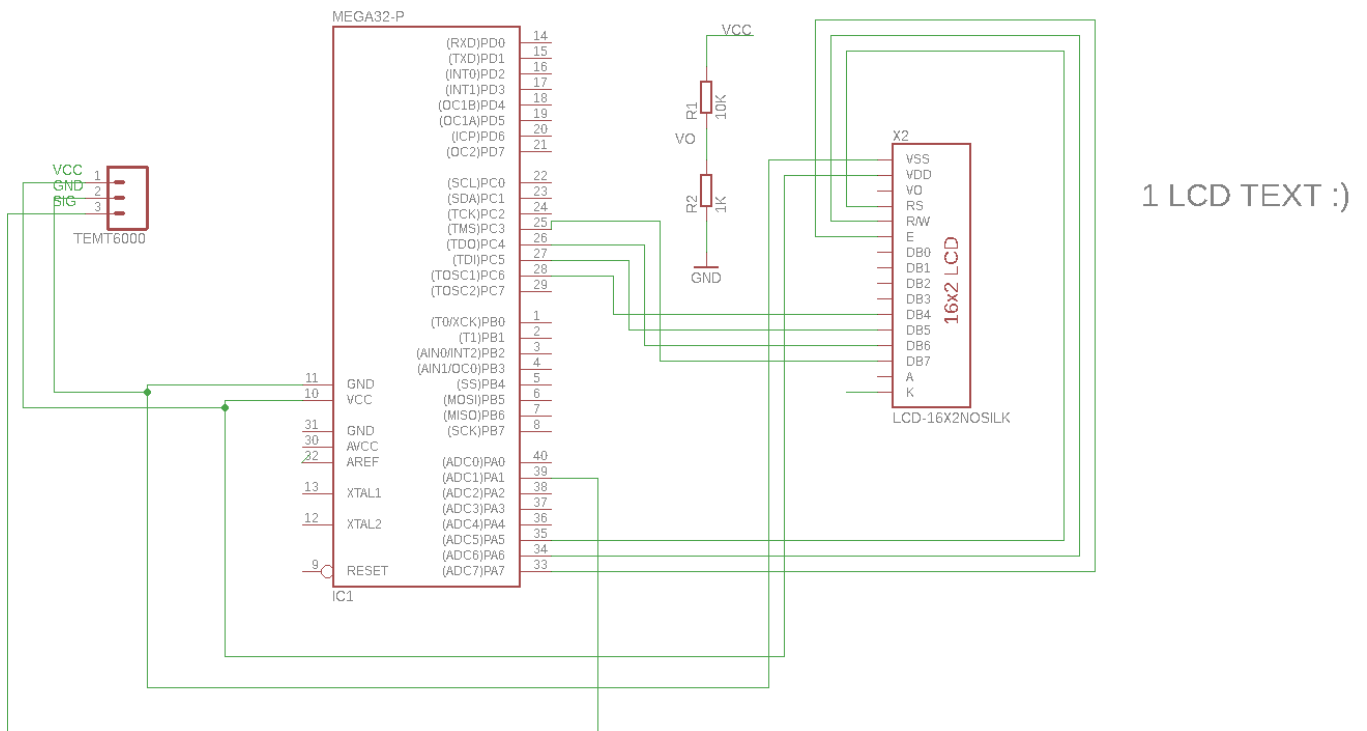 MEGA32-P
(RXD)PD0 14
(TXD)PD1 15
(INT0)PD2 16
(INT1)PD3 17
(OC1B)PD4 18
(OC1A)PD5 19
(ICP)PD6 20
(OC2)PD7 21
(SCL)PC0 22
(SDA)PC1 23
(TCK)PC2 24
(TMS)PC3 25
(TDO)PC4 26
(TDI)PC5 27
(TOSC1)PC6 28
(TOSC2)PC7 29
(T0/XCK)PB0 1
(T1)PB1 2
(AIN0/INT2)PB2 3
(AIN1/OC0)PB3 4
(SS)PB4 5
(MOSI)PB5 6
(MISO)PB6 7
(SCK)PB7 8
(ADC0)PA0 40
(ADC1)PA1 39
(ADC2)PA2 38
(ADC3)PA3 37
(ADC4)PA4 36
(ADC5)PA5 35
(ADC6)PA6 34
(ADC7)PA7 33
11 GND
10 VCC
31 GND
30 AVCC
32 AREF
13 XTAL1
12 XTAL2
9 RESET
IC1
VCC 1
GND 2
SIG 3
TEMT6000
VCC
R1 10K
VO
R2 1K
GND
X2
VSS
VDD
VO
RS
R/W
E
DB0
DB1
DB2
DB3
DB4
DB5
DB6
DB7
A
K
16x2 LCD
LCD-16X2NOSILK
1 LCD TEXT :)